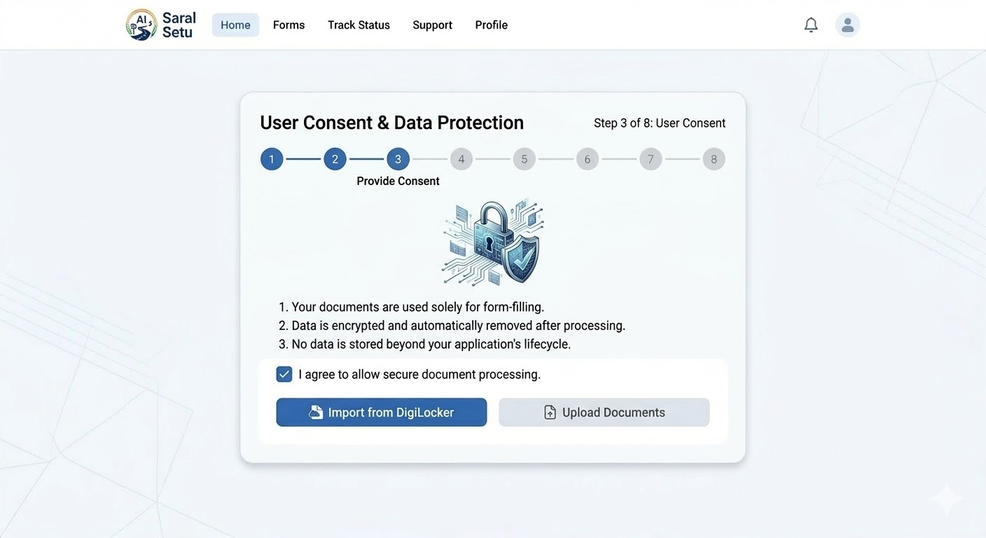 AI
Saral
Setu
Home Forms Track Status Support Profile
User Consent & Data Protection
Step 3 of 8: User Consent
1 2 3 4 5 6 7 8
Provide Consent
1. Your documents are used solely for form-filling.
2. Data is encrypted and automatically removed after processing.
3. No data is stored beyond your application's lifecycle.
I agree to allow secure document processing.
Import from DigiLocker
Upload Documents